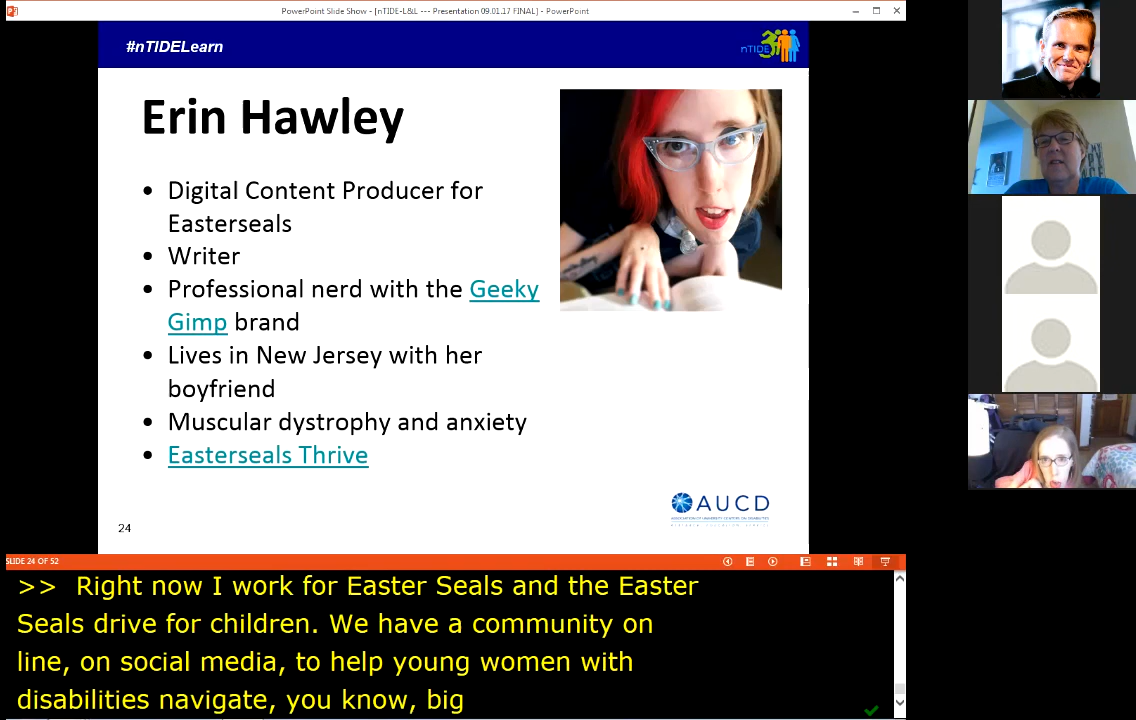 PowerPoint Slide Show - [nTIDE-L&L --- Presentation 09.01.17 FINAL] - PowerPoint
#nTIDELearn
nTIDE
Erin Hawley
• Digital Content Producer for
Easterseals
• Writer
• Professional nerd with the Geeky
Gimp brand
• Lives in New Jersey with her
boyfriend
• Muscular dystrophy and anxiety
• Easterseals Thrive
AUCD
24
SLIDE 24 OF 52
>> Right now I work for Easter Seals and the Easter
Seals drive for children. We have a community on
line, on social media, to help young women with
disabilities navigate, you know, big